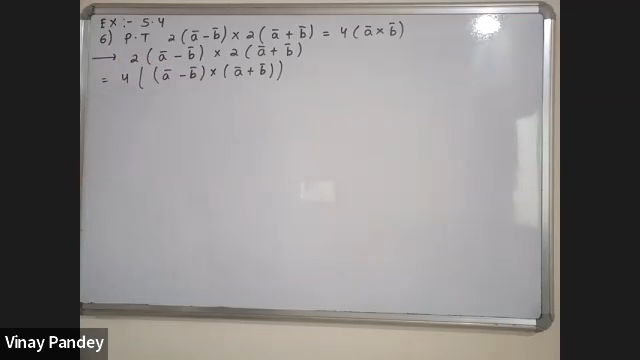 EX :- 5.4
6) P.T 2(ā-b̄)×2(ā+b̄) = 4(ā×b̄)
→ 2(ā-b̄)×2(ā+b̄)
= 4((ā-b̄)×(ā+b̄))
Vinay Pandey